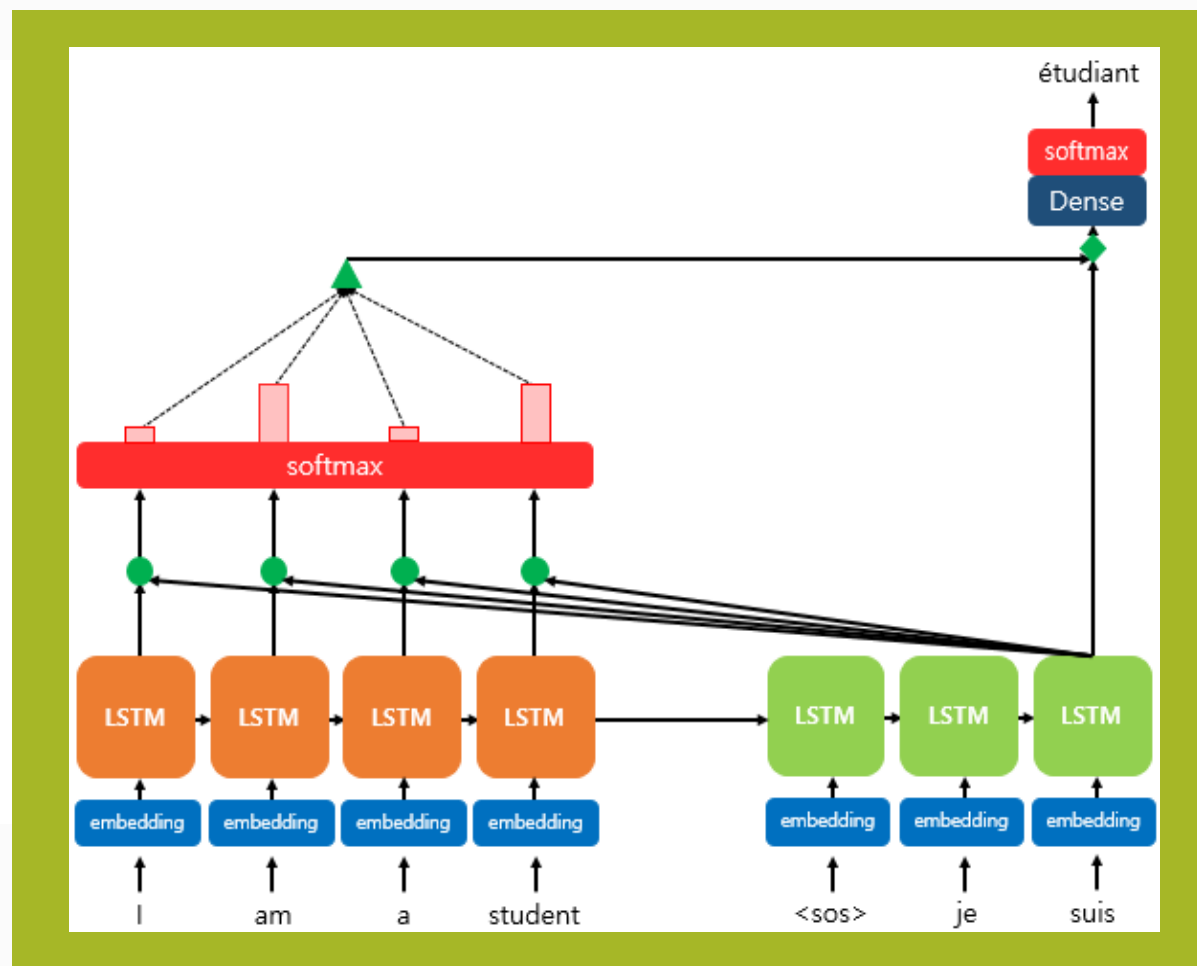 étudiant
softmax
Dense
softmax
LSTM LSTM LSTM LSTM LSTM LSTM LSTM
embedding embedding embedding embedding embedding embedding embedding
I am a student <sos> je suis